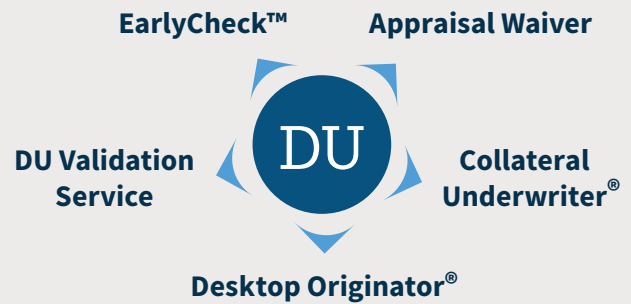 EarlyCheck™
Appraisal Waiver
DU
DU Validation
Service
Collateral
Underwriter®
Desktop Originator®